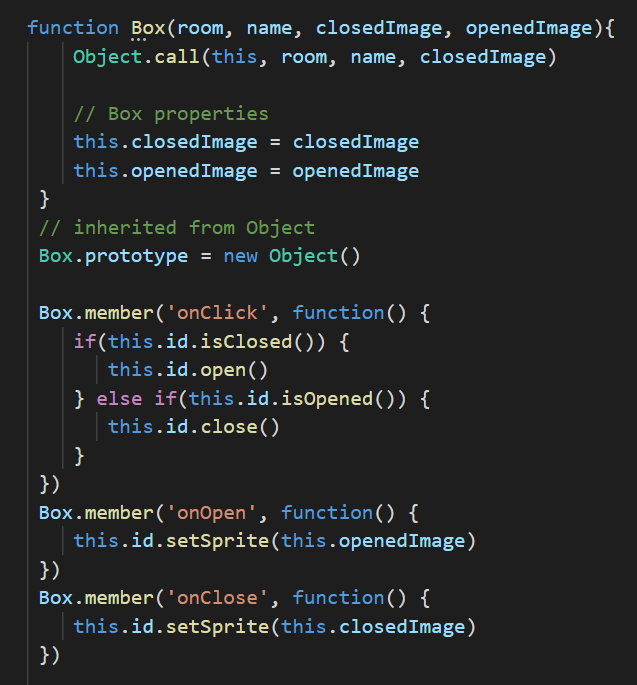 function Box(room, name, closedImage, openedImage){
    Object.call(this, room, name, closedImage)

    // Box properties
    this.closedImage = closedImage
    this.openedImage = openedImage
}
// inherited from Object
Box.prototype = new Object()

Box.member('onClick', function() {
    if(this.id.isClosed()) {
        this.id.open()
    } else if(this.id.isOpened()) {
        this.id.close()
    }
})
Box.member('onOpen', function() {
    this.id.setSprite(this.openedImage)
})
Box.member('onClose', function() {
    this.id.setSprite(this.closedImage)
})